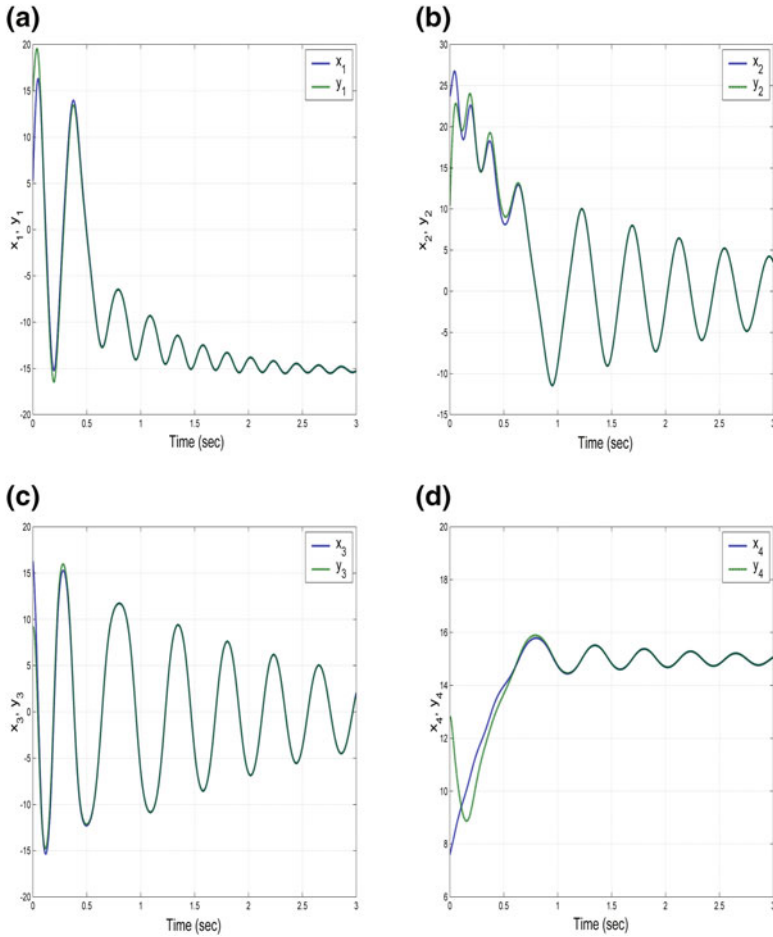 (a)
20
15
10
5
0
-5
-10
-15
-20
x₁, y₁
x₁
y₁
0 0.5 1 1.5 2 2.5 3
Time (sec)
(b)
30
25
20
15
10
5
0
-5
-10
-15
x₂, y₂
x₂
y₂
0 0.5 1 1.5 2 2.5 3
Time (sec)
(c)
20
15
10
5
0
-5
-10
-15
-20
x₃, y₃
x₃
y₃
0 0.5 1 1.5 2 2.5 3
Time (sec)
(d)
20
18
16
14
12
10
8
6
x₄, y₄
x₄
y₄
0 0.5 1 1.5 2 2.5 3
Time (sec)